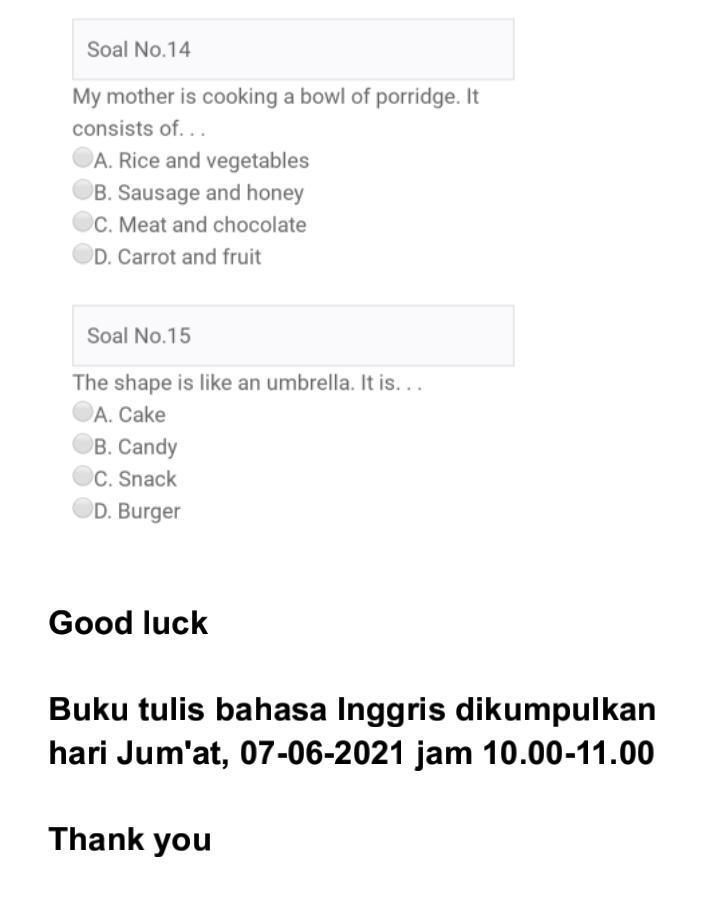 Soal No.14
My mother is cooking a bowl of porridge. It
consists of. . .
A. Rice and vegetables
B. Sausage and honey
C. Meat and chocolate
D. Carrot and fruit
Soal No.15
The shape is like an umbrella. It is. . .
A. Cake
B. Candy
C. Snack
D. Burger
Good luck
Buku tulis bahasa Inggris dikumpulkan
hari Jum'at, 07-06-2021 jam 10.00-11.00
Thank you